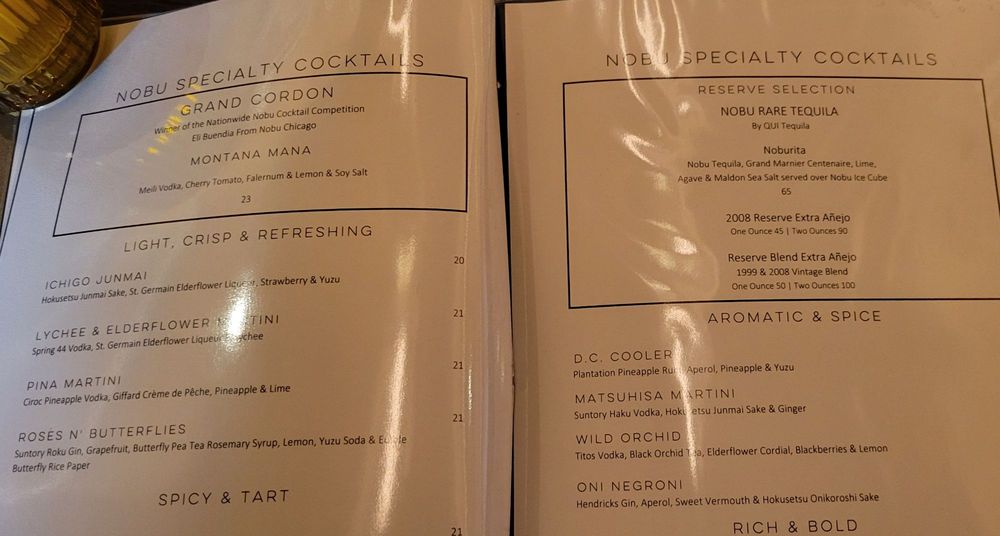 NOBU SPECIALTY COCKTAILS
GRAND CORDON
Winner of the Nationwide Nobu Cocktail Competition
Eli Buendia From Nobu Chicago
MONTANA MANA
Meili Vodka, Cherry Tomato, Falernum & Lemon & Soy Salt
23
LIGHT, CRISP & REFRESHING
ICHIGO JUNMAI 20
Hokusetsu Junmai Sake, St. Germain Elderflower Liqueur, Strawberry & Yuzu
LYCHEE & ELDERFLOWER MARTINI 21
Spring 44 Vodka, St. Germain Elderflower Liqueur Lychee
PINA MARTINI 21
Ciroc Pineapple Vodka, Giffard Crème de Pêche, Pineapple & Lime
ROSES N' BUTTERFLIES 21
Suntory Roku Gin, Grapefruit, Butterfly Pea Tea Rosemary Syrup, Lemon, Yuzu Soda & Edible
Butterfly Rice Paper
SPICY & TART
21
NOBU SPECIALTY COCKTAILS
RESERVE SELECTION
NOBU RARE TEQUILA
By QUI Tequila
Noburita
Nobu Tequila, Grand Marnier Centenaire, Lime,
Agave & Maldon Sea Salt served over Nobu Ice Cube
65
2008 Reserve Extra Añejo
One Ounce 45 | Two Ounces 90
Reserve Blend Extra Añejo
1999 & 2008 Vintage Blend
One Ounce 50 | Two Ounces 100
AROMATIC & SPICE
D.C. COOLER
Plantation Pineapple Rum, Aperol, Pineapple & Yuzu
MATSUHISA MARTINI
Suntory Haku Vodka, Hokusetsu Junmai Sake & Ginger
WILD ORCHID
Titos Vodka, Black Orchid Tea, Elderflower Cordial, Blackberries & Lemon
ONI NEGRONI
Hendricks Gin, Aperol, Sweet Vermouth & Hokusetsu Onikoroshi Sake
RICH & BOLD